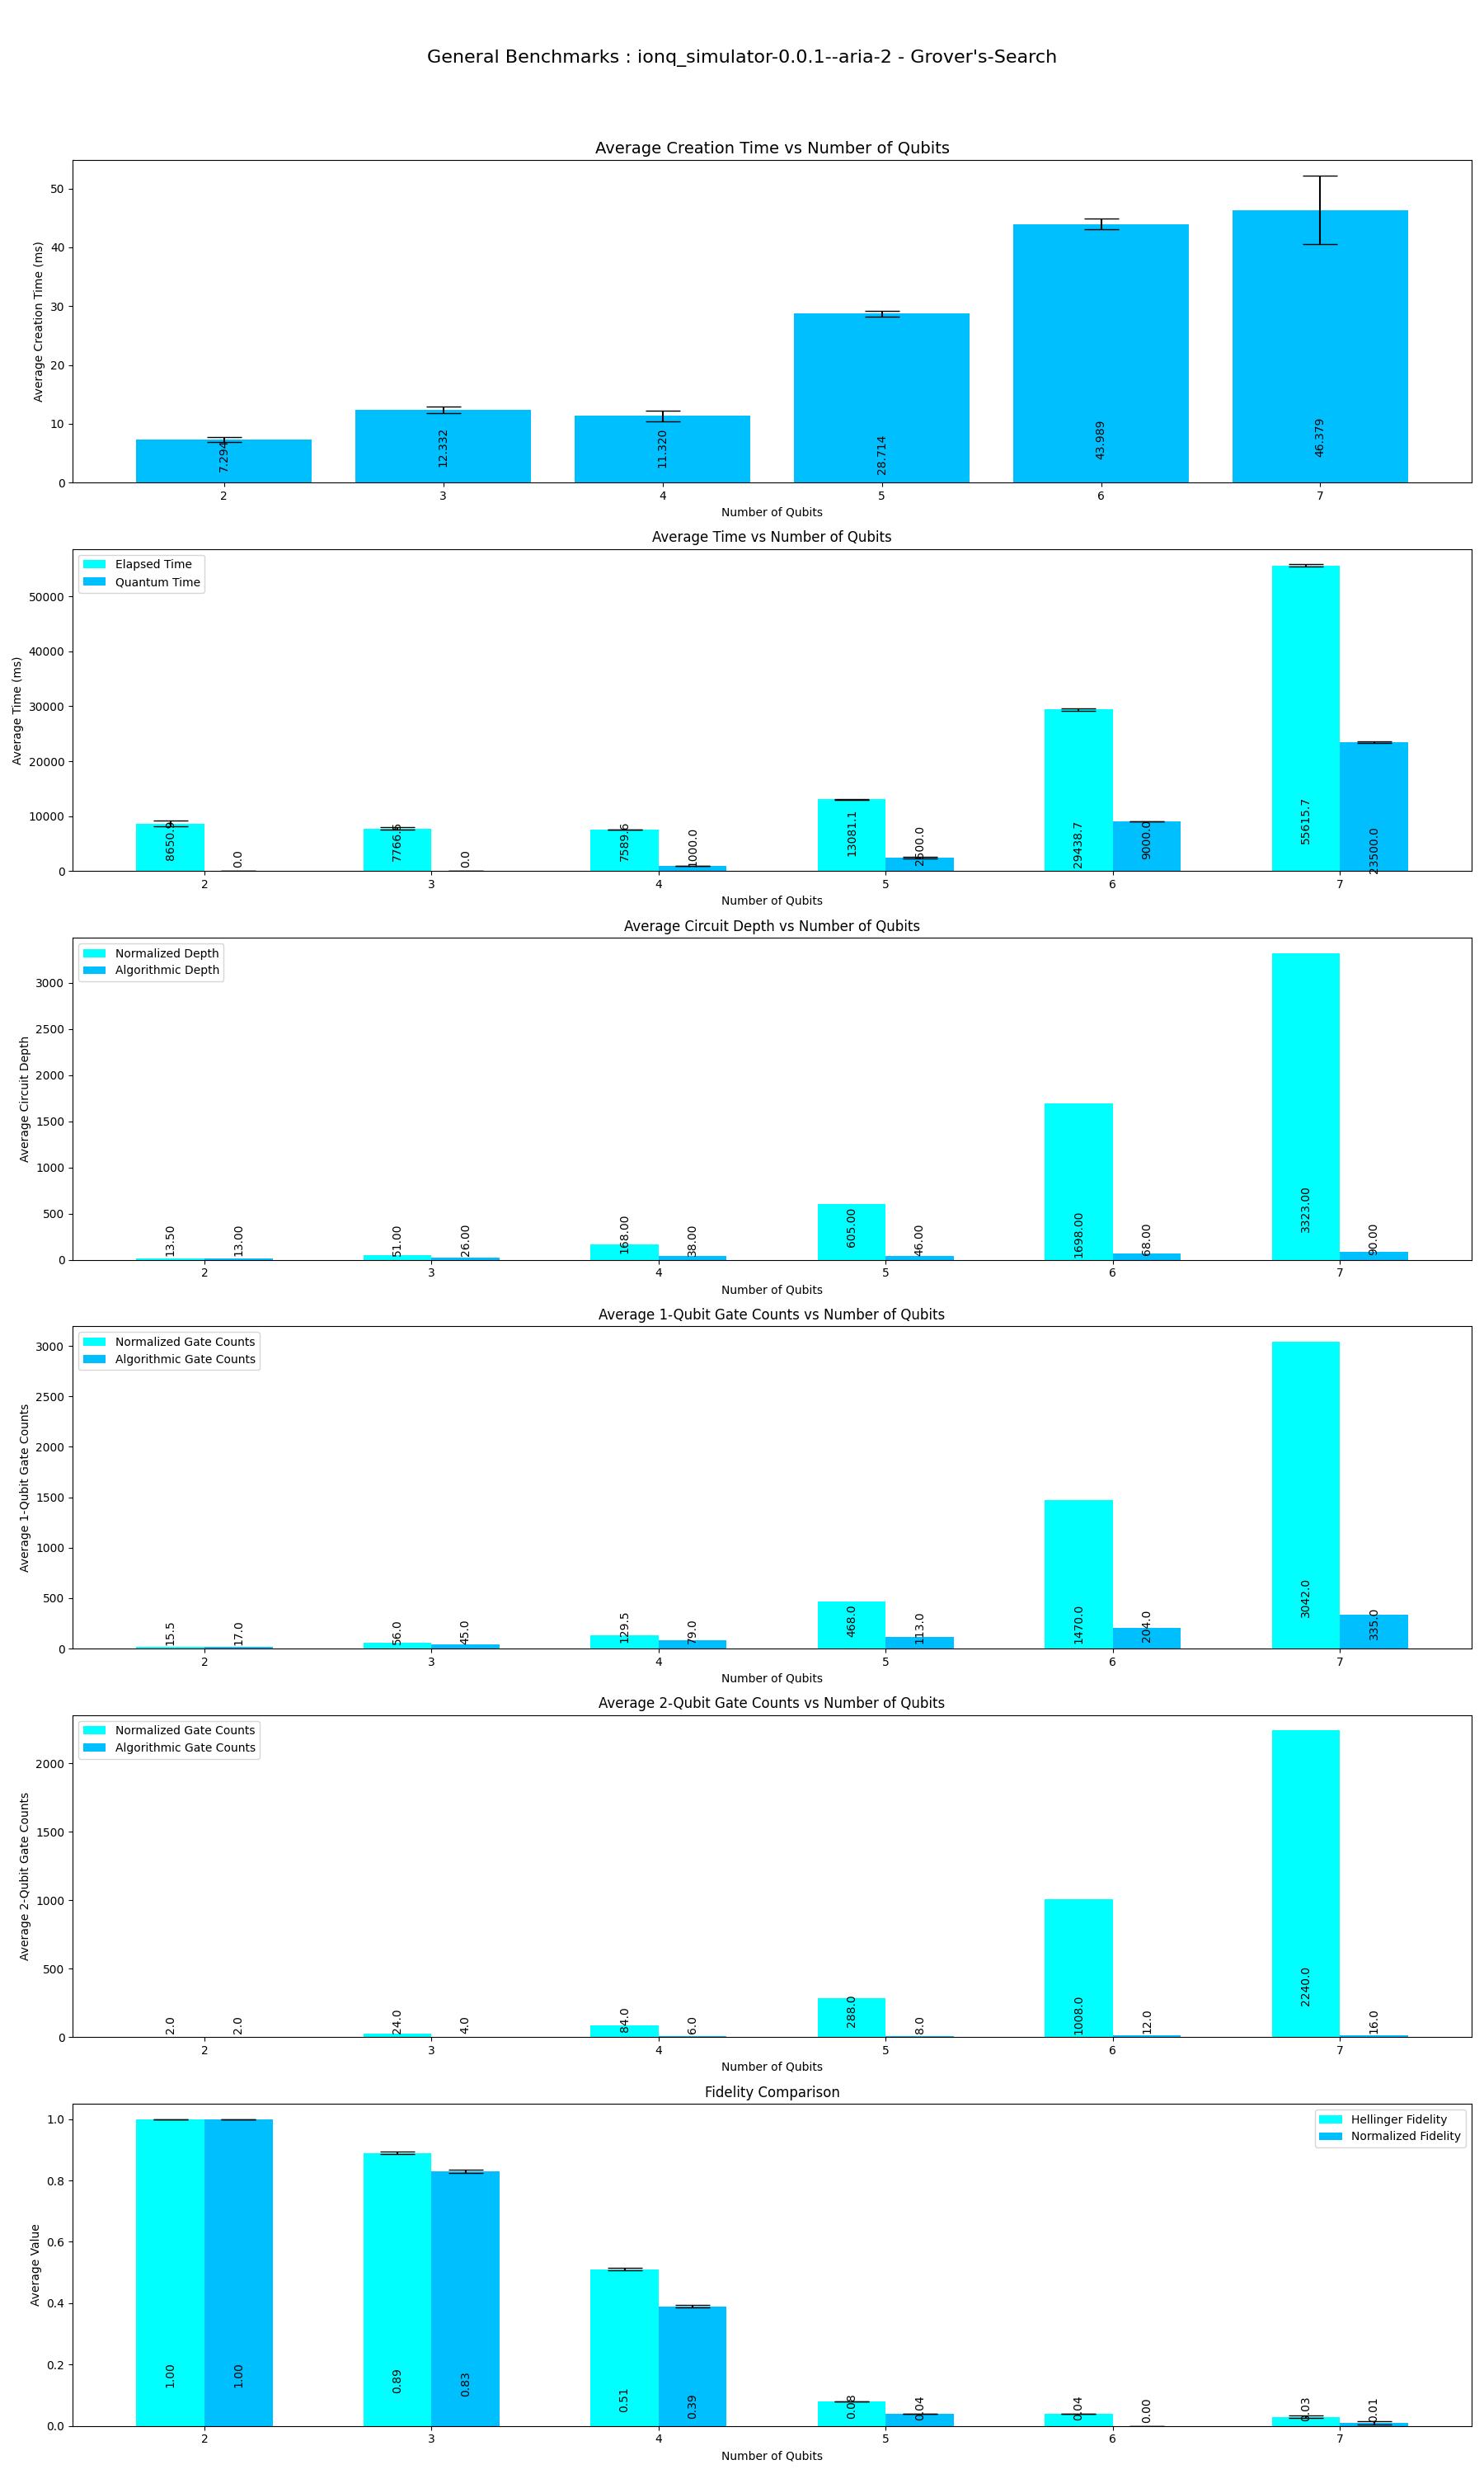 General Benchmarks : ionq_simulator-0.0.1--aria-2 - Grover's-Search
Average Creation Time vs Number of Qubits
Average Creation Time (ms)
50
40
30
20
10
0
7.294
12.332
11.320
28.714
43.989
46.379
2 3 4 5 6 7
Number of Qubits
Average Time vs Number of Qubits
Elapsed Time
Quantum Time
Average Time (ms)
50000
40000
30000
20000
10000
0
8650.9 0.0
7766.6 0.0
7589.6 1000.0
13081.1 2500.0
29438.7 9000.0
55615.7 23500.0
2 3 4 5 6 7
Number of Qubits
Average Circuit Depth vs Number of Qubits
Normalized Depth
Algorithmic Depth
Average Circuit Depth
3000
2500
2000
1500
1000
500
0
13.50 13.00
51.00 26.00
168.00 38.00
605.00 46.00
1698.00 68.00
3323.00 90.00
2 3 4 5 6 7
Number of Qubits
Average 1-Qubit Gate Counts vs Number of Qubits
Normalized Gate Counts
Algorithmic Gate Counts
Average 1-Qubit Gate Counts
3000
2500
2000
1500
1000
500
0
15.5 17.0
56.0 45.0
129.5 79.0
468.0 113.0
1470.0 204.0
3042.0 335.0
2 3 4 5 6 7
Number of Qubits
Average 2-Qubit Gate Counts vs Number of Qubits
Normalized Gate Counts
Algorithmic Gate Counts
Average 2-Qubit Gate Counts
2000
1500
1000
500
0
2.0 2.0
24.0 4.0
84.0 6.0
288.0 8.0
1008.0 12.0
2240.0 16.0
2 3 4 5 6 7
Number of Qubits
Fidelity Comparison
Hellinger Fidelity
Normalized Fidelity
Average Value
1.0
0.8
0.6
0.4
0.2
0.0
1.00 1.00
0.89 0.83
0.51 0.39
0.08 0.04
0.04 0.00
0.03 0.01
2 3 4 5 6 7
Number of Qubits